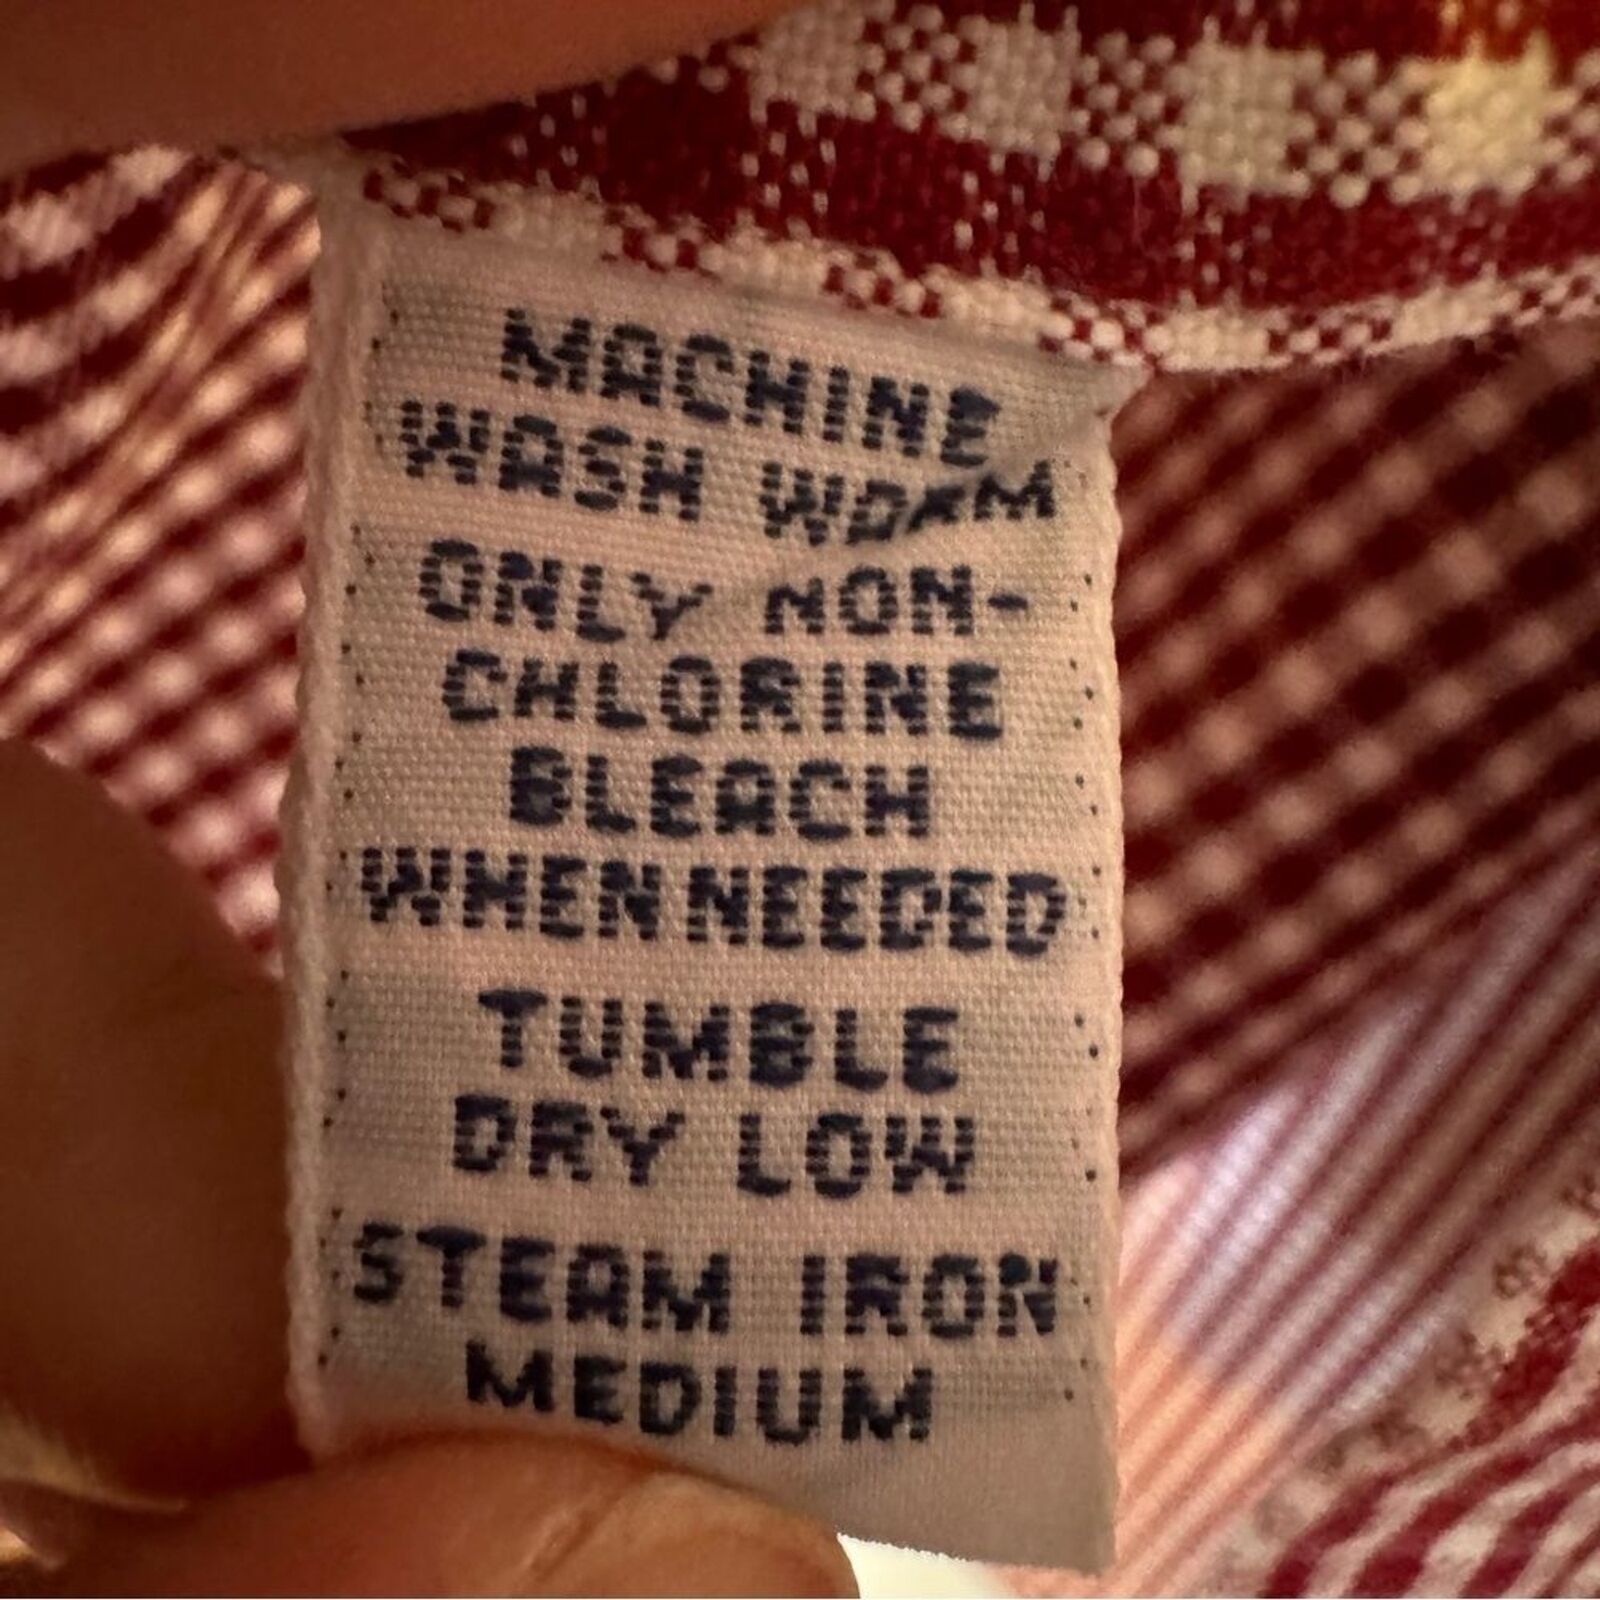 MACHINE
WASH WARM
ONLY NON-
CHLORINE
BLEACH
WHEN NEEDED
TUMBLE
DRY LOW
STEAM IRON
MEDIUM